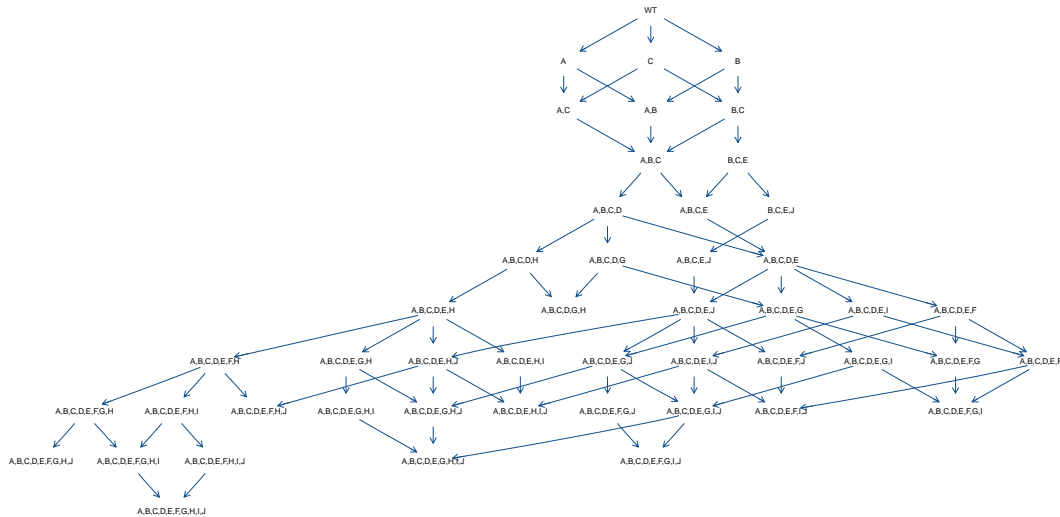 WT
A C B
A,C A,B B,C
A,B,C B,C,E
A,B,C,D A,B,C,E B,C,E,J
A,B,C,D,H A,B,C,D,G A,B,C,E,J A,B,C,D,E
A,B,C,D,E,H A,B,C,D,G,H A,B,C,D,E,J A,B,C,D,E,G A,B,C,D,E,I A,B,C,D,E,F
A,B,C,D,E,F,H A,B,C,D,E,G,H A,B,C,D,E,H,J A,B,C,D,E,H,I A,B,C,D,E,G,J A,B,C,D,E,I,J A,B,C,D,E,F,J A,B,C,D,E,G,I A,B,C,D,E,F,G A,B,C,D,E,F
A,B,C,D,E,F,G,H A,B,C,D,E,F,H,I A,B,C,D,E,F,H,J A,B,C,D,E,G,H,I A,B,C,D,E,G,H,J A,B,C,D,E,H,I,J A,B,C,D,E,F,G,J A,B,C,D,E,G,I,J A,B,C,D,E,F,I,J A,B,C,D,E,F,G,I
A,B,C,D,E,F,G,H,J A,B,C,D,E,F,G,H,I A,B,C,D,E,F,H,I,J A,B,C,D,E,G,H,I,J A,B,C,D,E,F,G,I,J
A,B,C,D,E,F,G,H,I,J